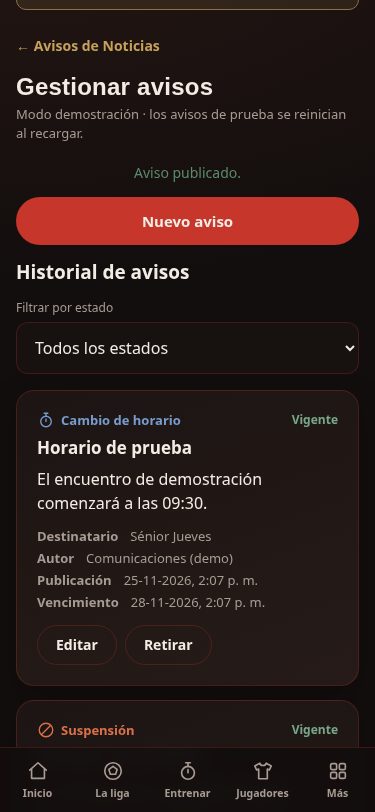 ← Avisos de Noticias
Gestionar avisos
Modo demostración · los avisos de prueba se reinician
al recargar.
Aviso publicado.
Nuevo aviso
Historial de avisos
Filtrar por estado
Todos los estados
Cambio de horario Vigente
Horario de prueba
El encuentro de demostración
comenzará a las 09:30.
Destinatario Sénior Jueves
Autor Comunicaciones (demo)
Publicación 25-11-2026, 2:07 p. m.
Vencimiento 28-11-2026, 2:07 p. m.
Editar Retirar
Suspensión Vigente
Inicio La liga Entrenar Jugadores Más